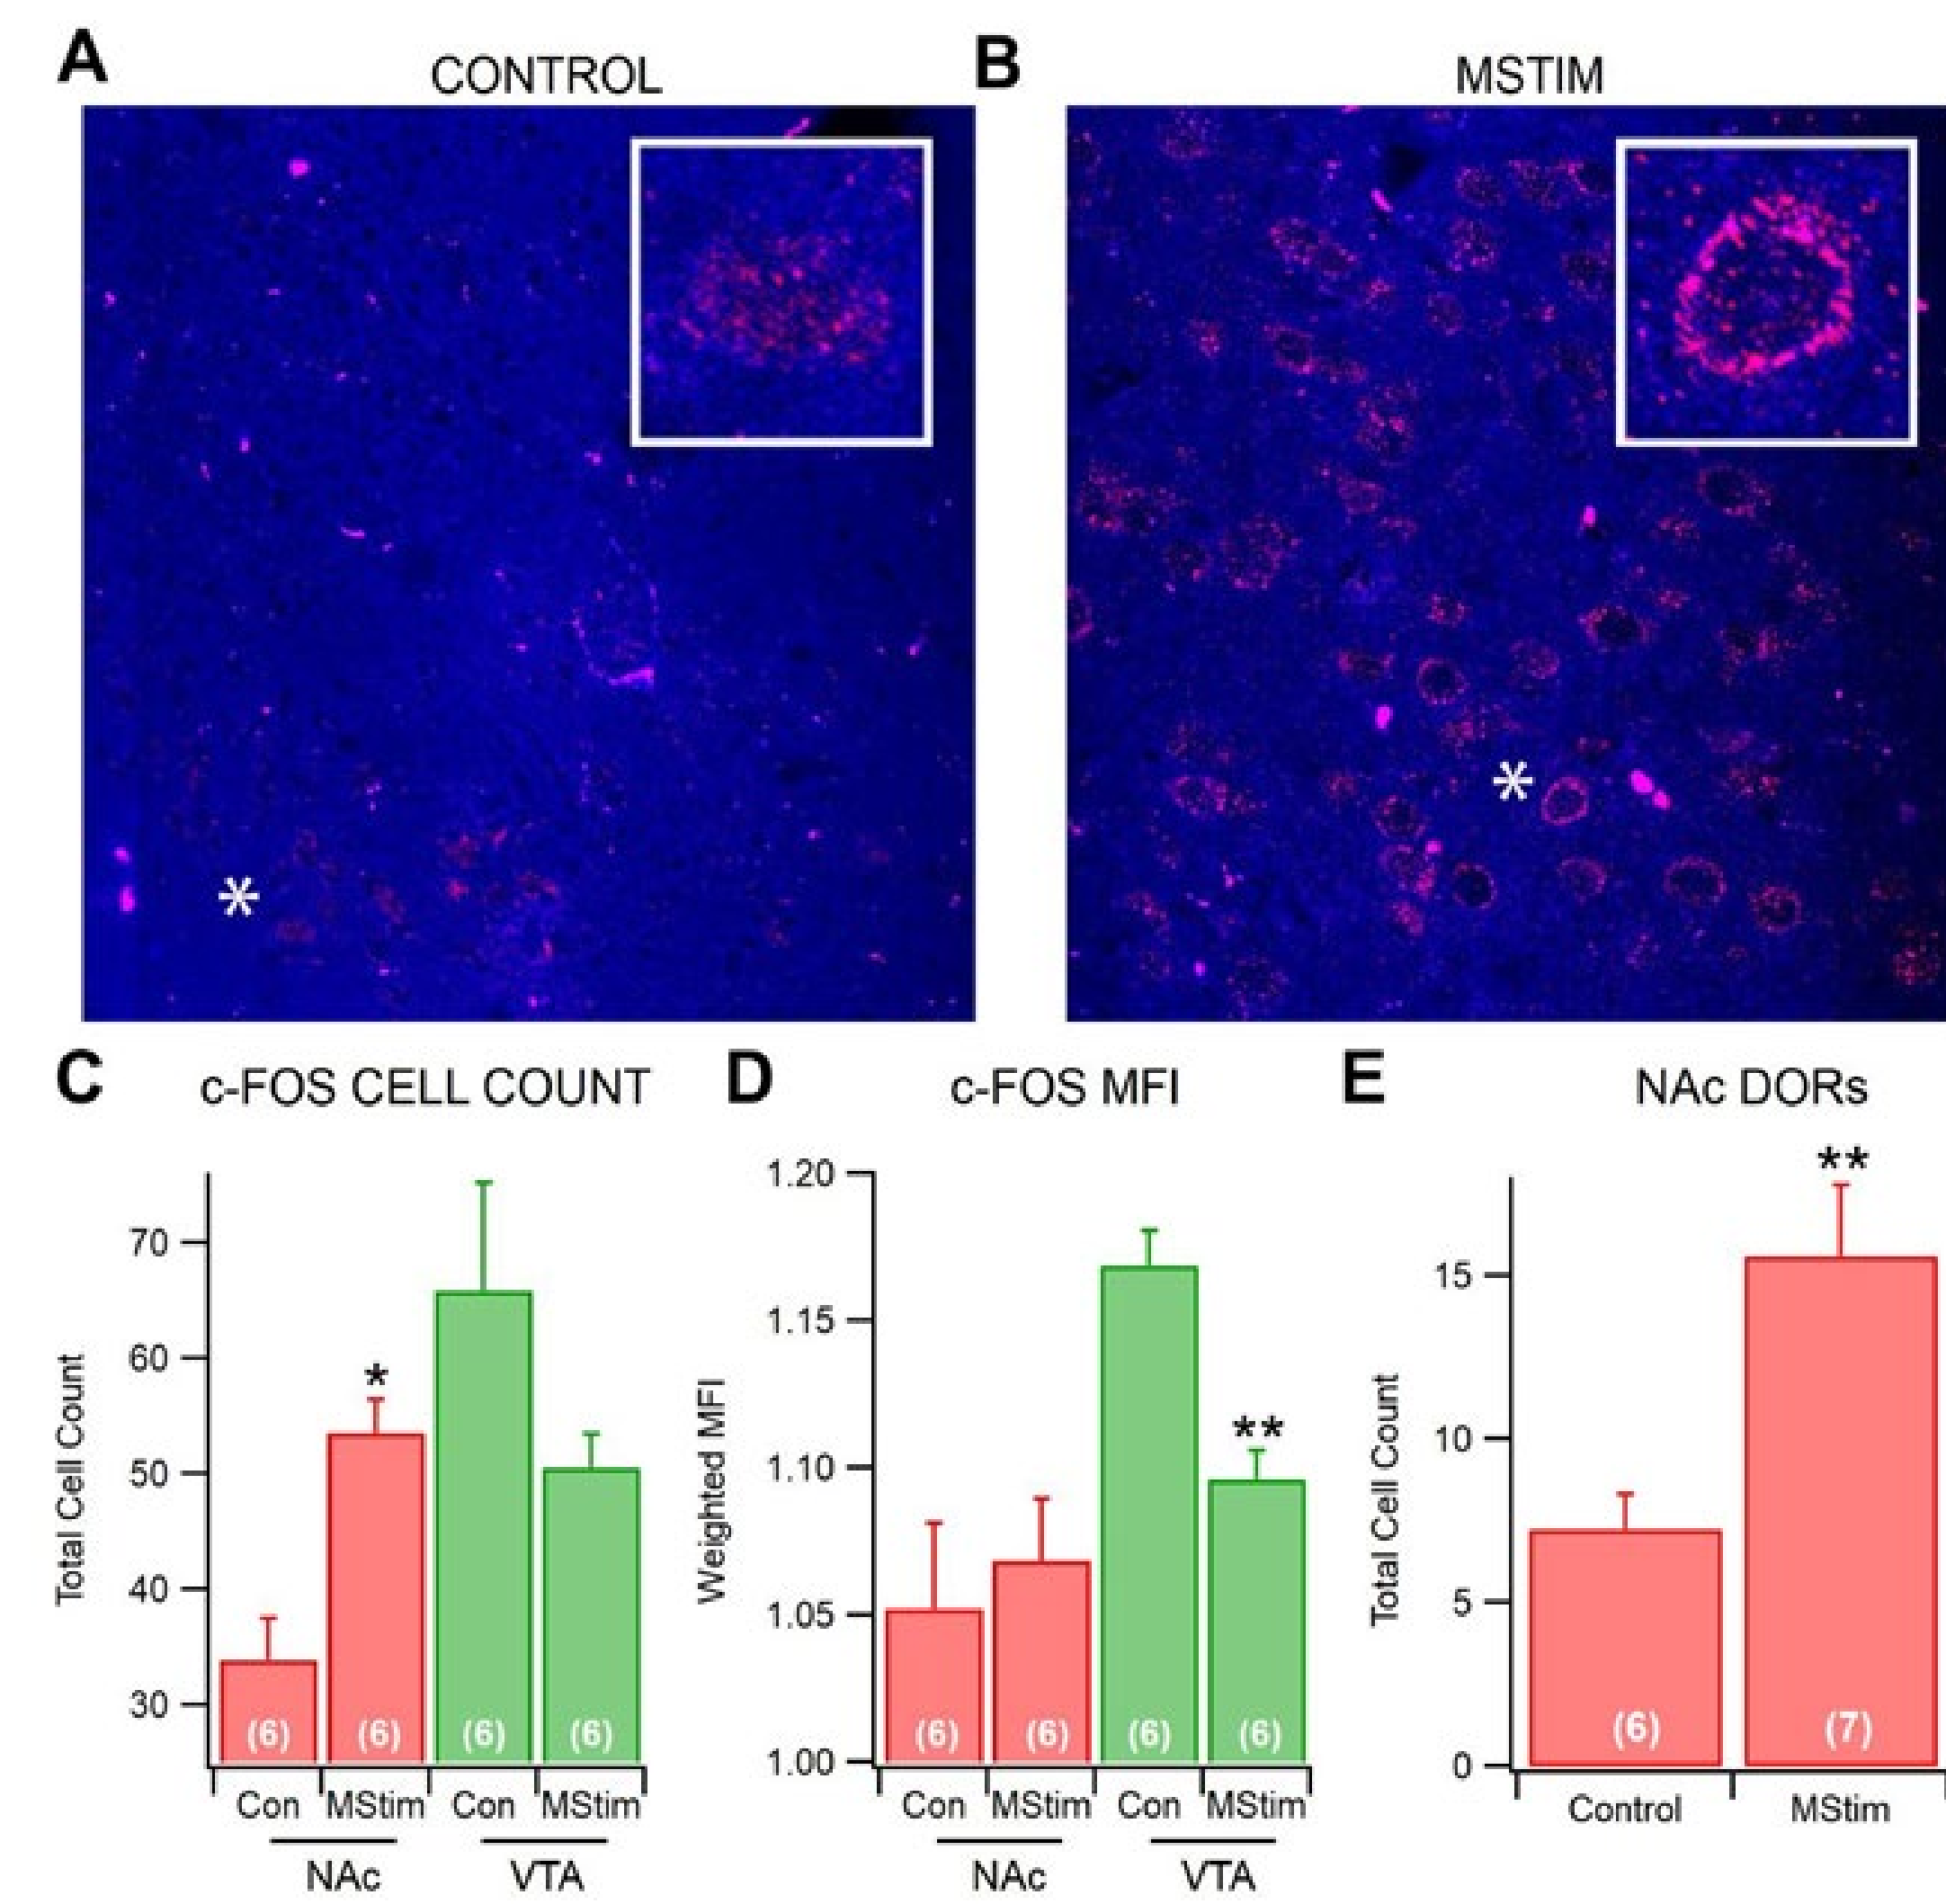 A CONTROL
B MSTIM
*
*
C c-FOS CELL COUNT
Total Cell Count
70
60
50
40
30
*
(6) (6) (6) (6)
Con MStim Con MStim
NAc VTA
D c-FOS MFI
Weighted MFI
1.20
1.15
1.10
1.05
1.00
**
(6) (6) (6) (6)
Con MStim Con MStim
NAc VTA
E NAc DORs
Total Cell Count
15
10
5
0
**
(6) (7)
Control MStim